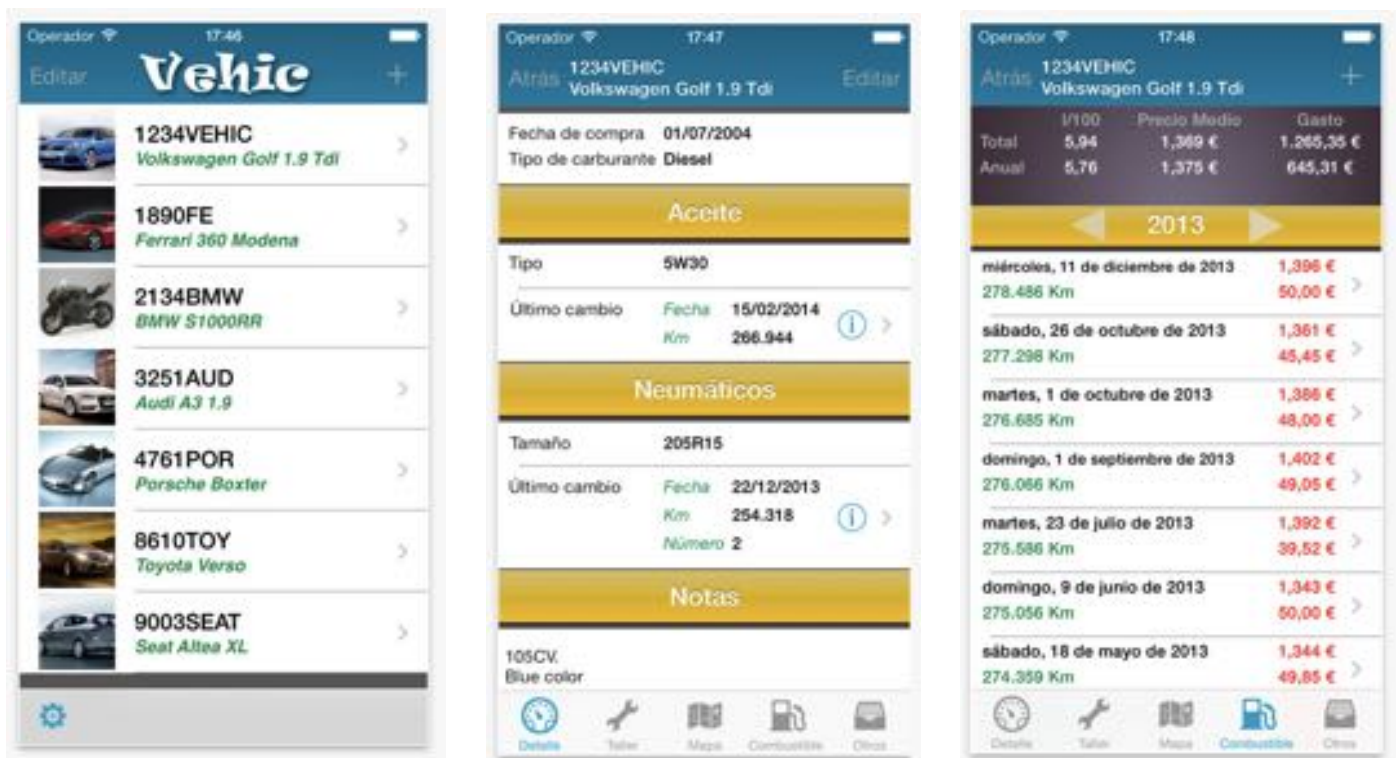 Operador 17:46
Editar Vehic +
1234VEHIC
Volkswagen Golf 1.9 Tdi
1890FE
Ferrari 360 Modena
2134BMW
BMW S1000RR
3251AUD
Audi A3 1.9
4761POR
Porsche Boxter
8610TOY
Toyota Verso
9003SEAT
Seat Altea XL
Operador 17:47
Atrás 1234VEHIC Editar
Volkswagen Golf 1.9 Tdi
Fecha de compra 01/07/2004
Tipo de carburante Diesel
Aceite
Tipo 5W30
Último cambio Fecha 15/02/2014
Km 266.944
Neumáticos
Tamaño 205R15
Último cambio Fecha 22/12/2013
Km 254.318
Número 2
Notas
105CV.
Blue color
Detalle Taller Mapa Combustible Otros
Operador 17:48
Atrás 1234VEHIC +
Volkswagen Golf 1.9 Tdi
l/100 Precio Medio Gasto
Total 5,94 1,369 € 1.265,35 €
Anual 5,76 1,375 € 645,31 €
2013
miércoles, 11 de diciembre de 2013 1,396 €
278.486 Km 50,00 €
sábado, 26 de octubre de 2013 1,361 €
277.298 Km 45,45 €
martes, 1 de octubre de 2013 1,386 €
276.685 Km 48,00 €
domingo, 1 de septiembre de 2013 1,402 €
276.066 Km 49,05 €
martes, 23 de julio de 2013 1,392 €
275.586 Km 39,52 €
domingo, 9 de junio de 2013 1,343 €
275.056 Km 50,00 €
sábado, 18 de mayo de 2013 1,344 €
274.359 Km 49,85 €
Detalle Taller Mapa Combustible Otros